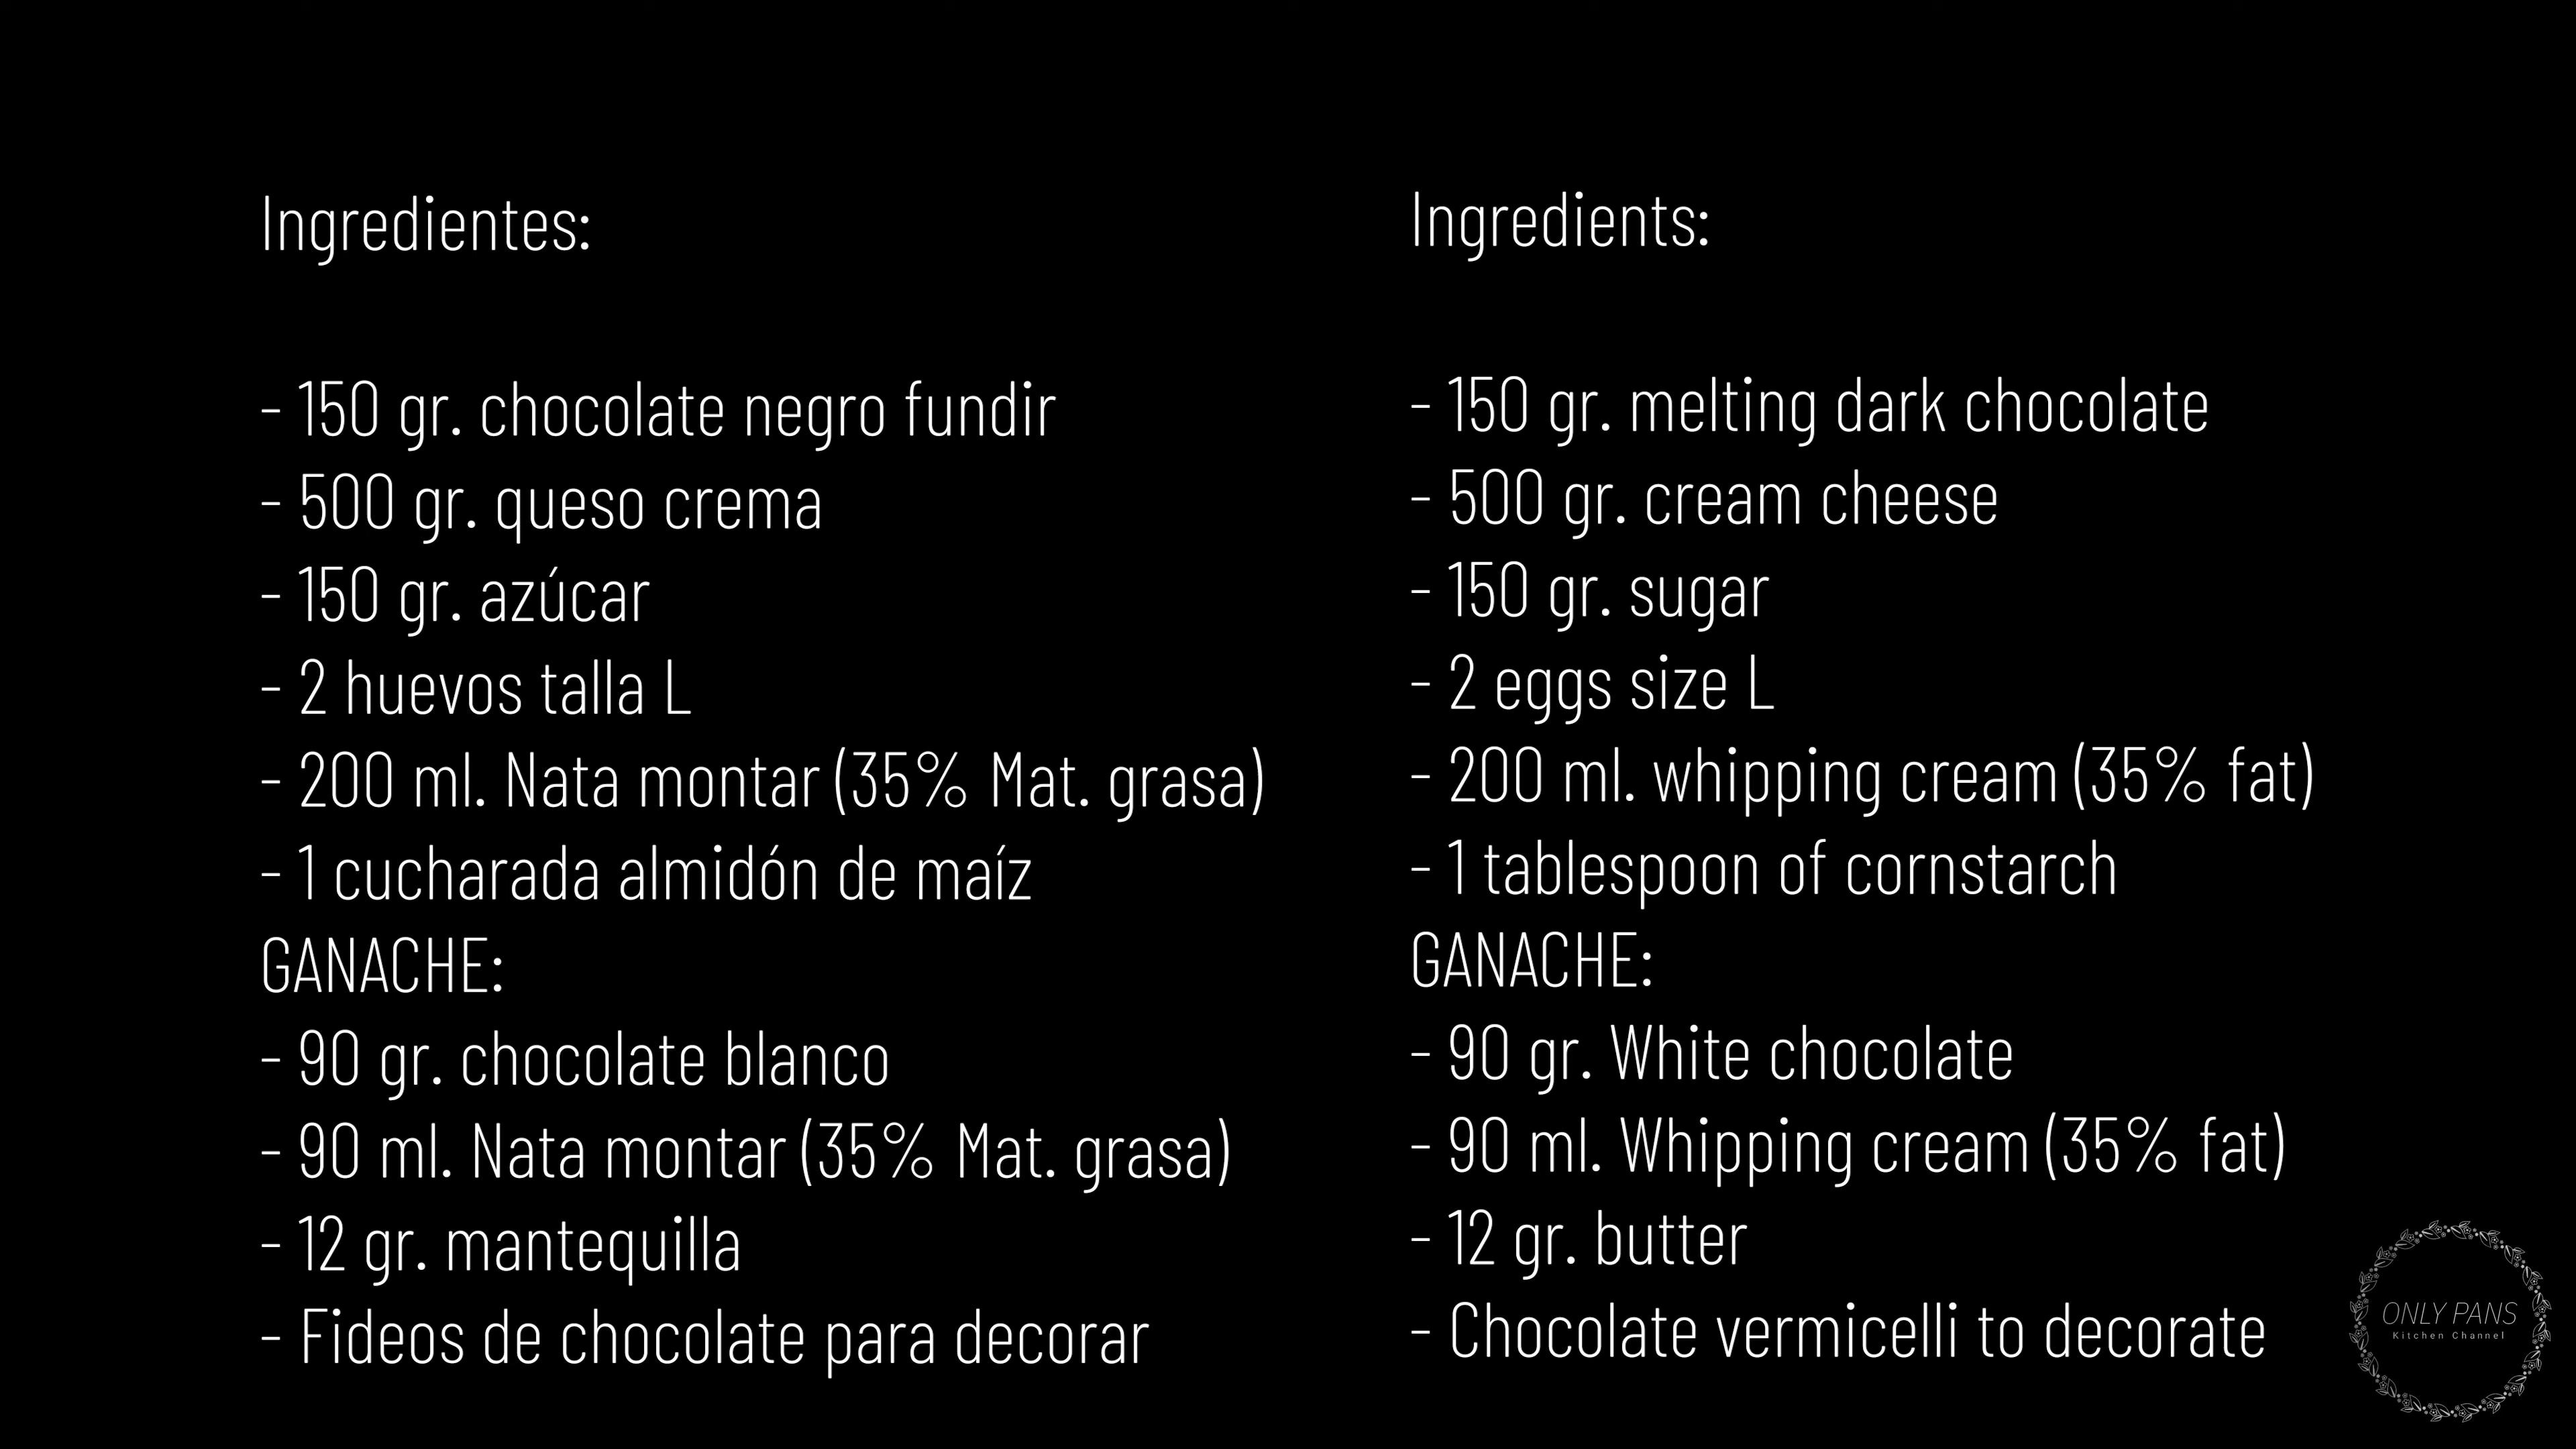 Ingredientes:
- 150 gr. chocolate negro fundir
- 500 gr. queso crema
- 150 gr. azúcar
- 2 huevos talla L
- 200 ml. Nata montar (35% Mat. grasa)
- 1 cucharada almidón de maíz
GANACHE:
- 90 gr. chocolate blanco
- 90 ml. Nata montar (35% Mat. grasa)
- 12 gr. mantequilla
- Fideos de chocolate para decorar
Ingredients:
- 150 gr. melting dark chocolate
- 500 gr. cream cheese
- 150 gr. sugar
- 2 eggs size L
- 200 ml. whipping cream (35% fat)
- 1 tablespoon of cornstarch
GANACHE:
- 90 gr. White chocolate
- 90 ml. Whipping cream (35% fat)
- 12 gr. butter
- Chocolate vermicelli to decorate
ONLY PANS
Kitchen Channel